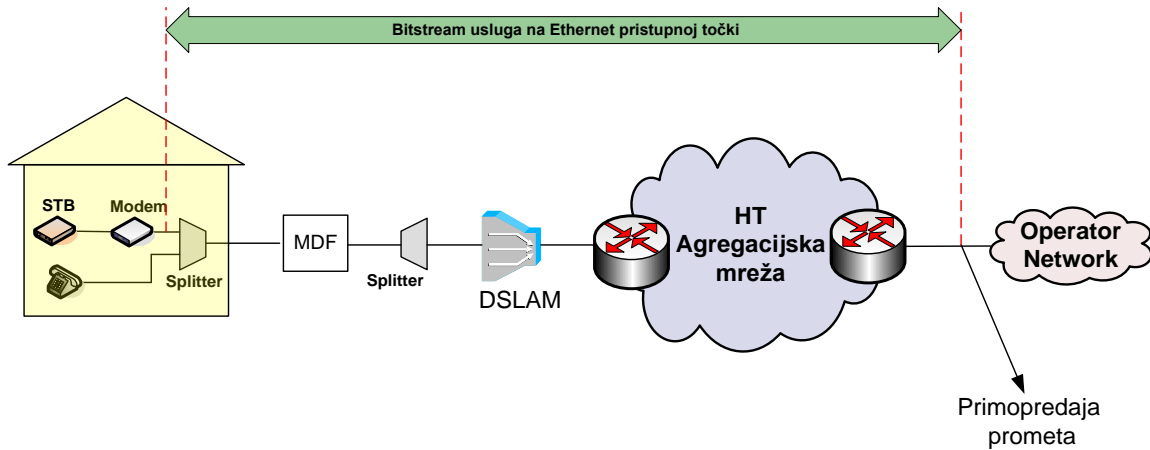 Bitstream usluga na Ethernet pristupnoj točki
STB
Modem
Splitter
MDF
Splitter
DSLAM
HT
Agregacijska
mreža
Operator
Network
Primopredaja
prometa